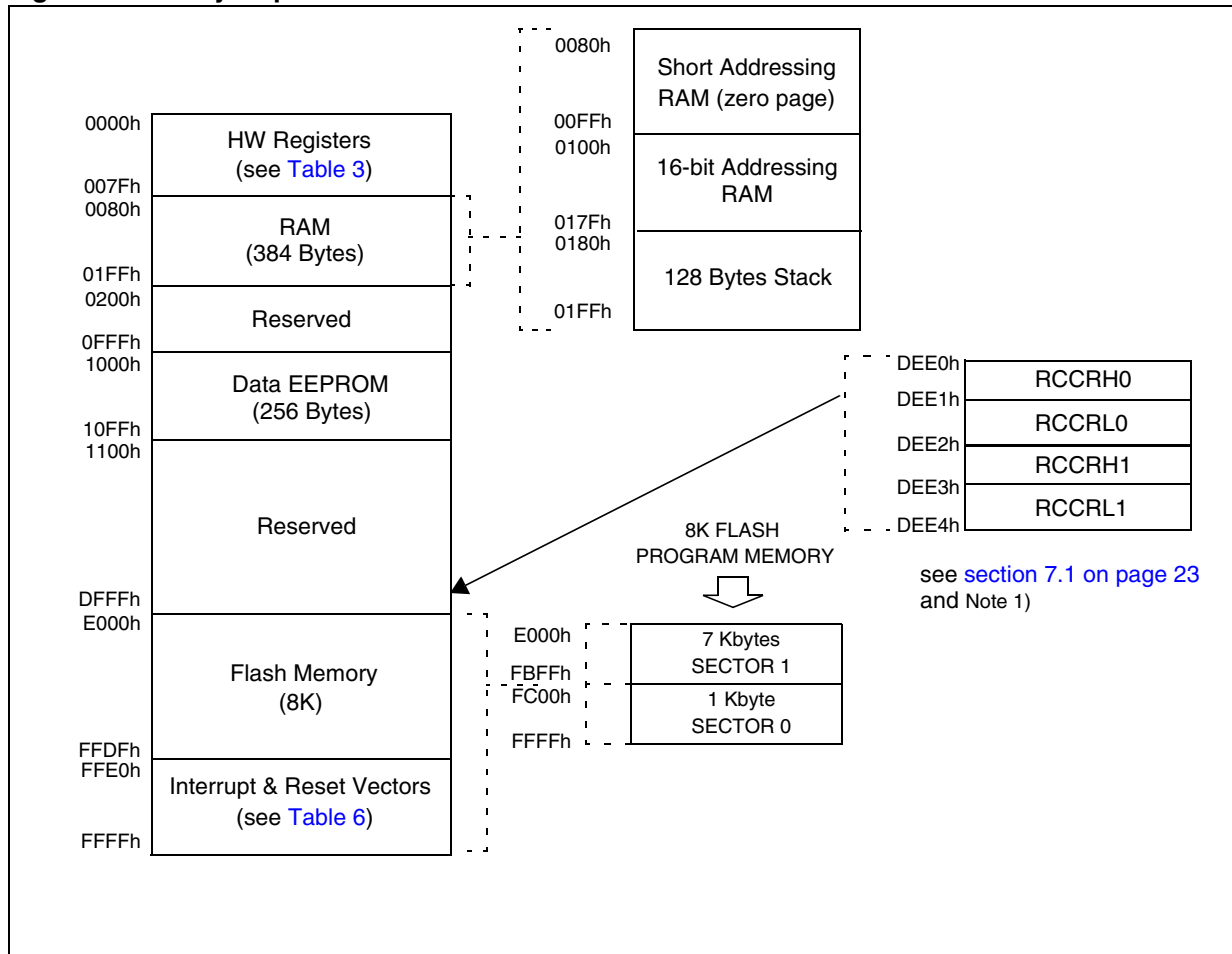 0000h
HW Registers
(see Table 3)
007Fh
0080h
RAM
(384 Bytes)
01FFh
0200h
Reserved
0FFFh
1000h
Data EEPROM
(256 Bytes)
10FFh
1100h
Reserved
DFFFh
E000h
Flash Memory
(8K)
FFDFh
FFE0h
Interrupt & Reset Vectors
(see Table 6)
FFFFh
0080h
Short Addressing
RAM (zero page)
00FFh
0100h
16-bit Addressing
RAM
017Fh
0180h
128 Bytes Stack
01FFh
DEE0h
RCCRH0
DEE1h
RCCRL0
DEE2h
RCCRH1
DEE3h
RCCRL1
DEE4h
see section 7.1 on page 23
and Note 1)
8K FLASH
PROGRAM MEMORY
E000h
7 Kbytes
SECTOR 1
FBFFh
FC00h
1 Kbyte
SECTOR 0
FFFFh